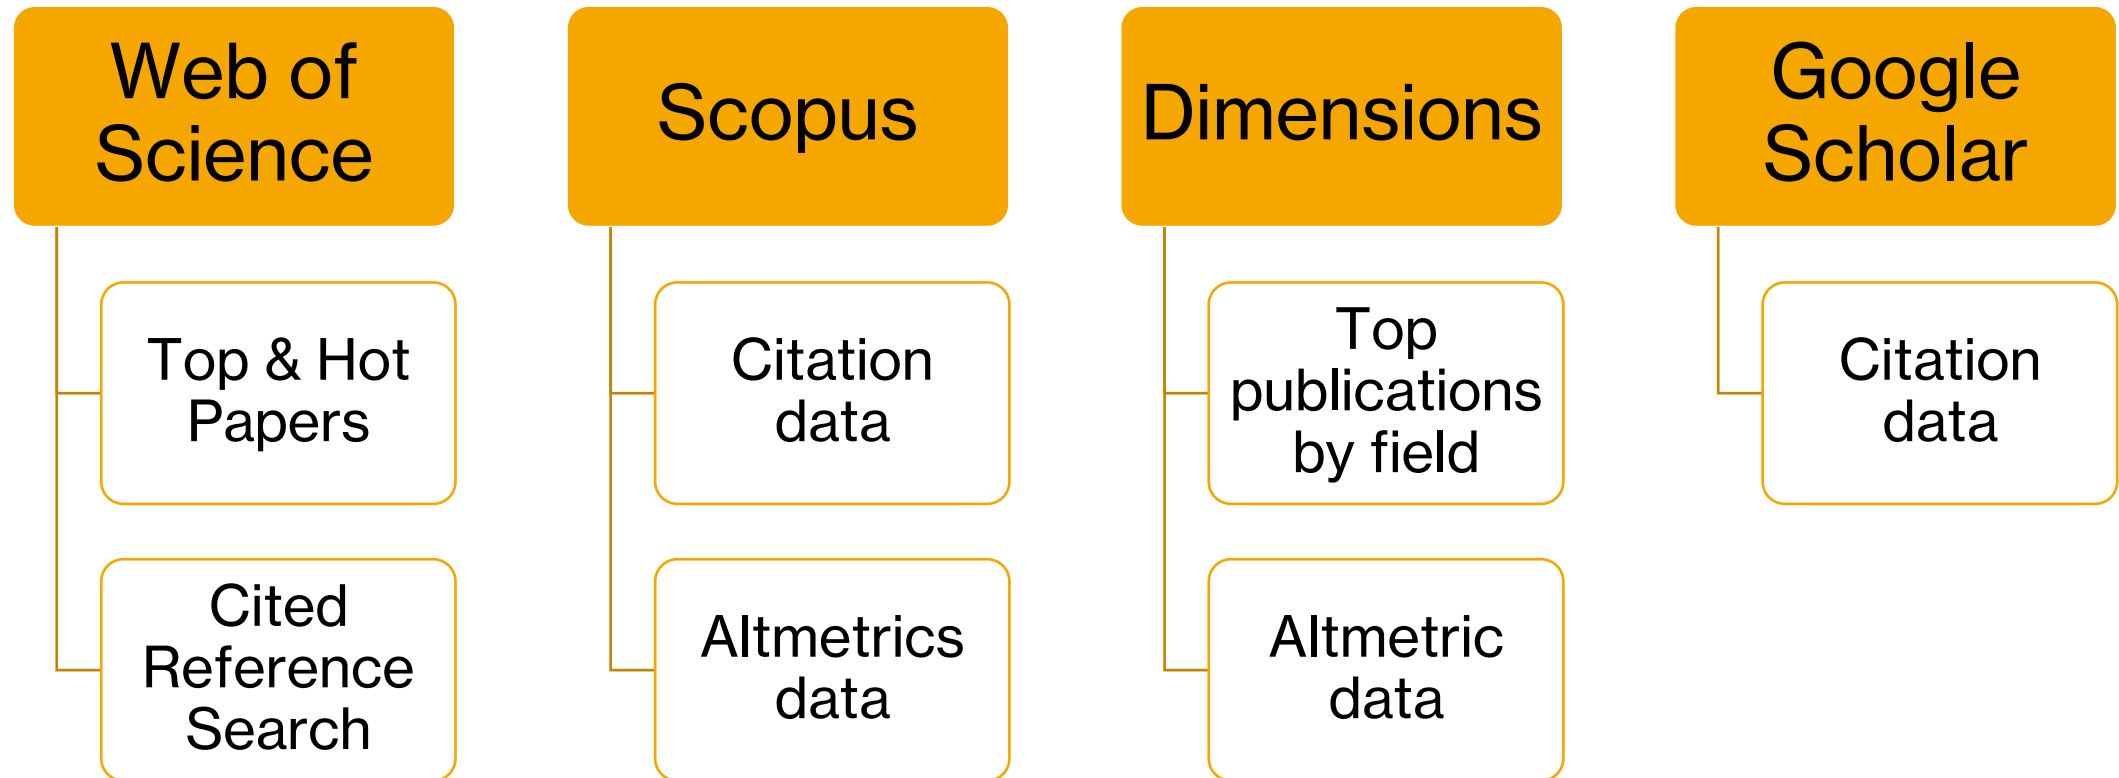 Web of
Science
Top & Hot
Papers
Cited
Reference
Search
Scopus
Citation
data
Altmetrics
data
Dimensions
Top
publications
by field
Altmetric
data
Google
Scholar
Citation
data